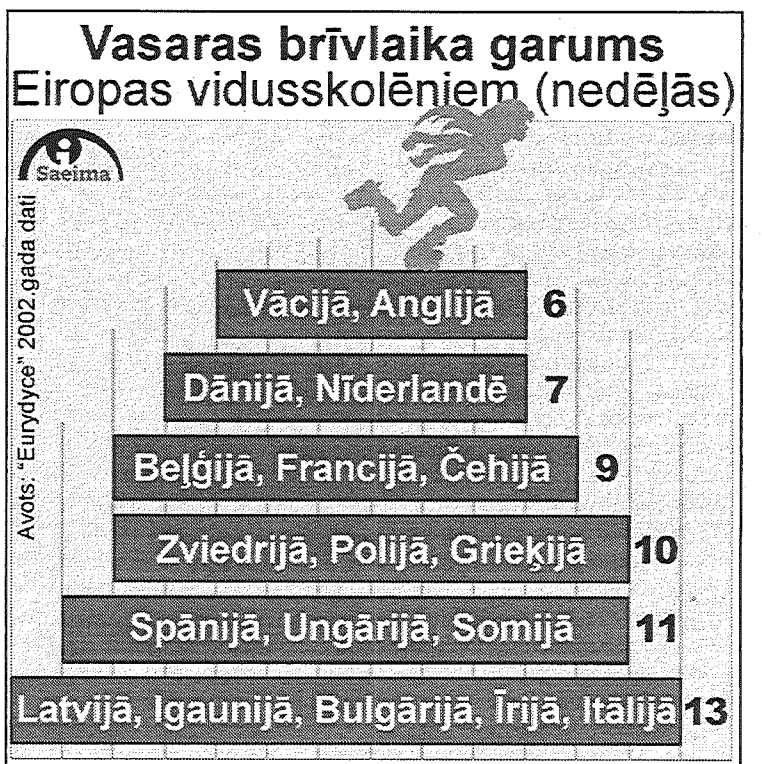 Vasaras brīvlaika garums
Eiropas vidusskolēniem (nedēļās)
Saeima
Avots: "Eurydyce" 2002.gada dati
Vācijā, Anglijā 6
Dānijā, Nīderlandē 7
Beļģijā, Francijā, Čehijā 9
Zviedrijā, Polijā, Grieķijā 10
Spānijā, Ungārijā, Somijā 11
Latvijā, Igaunijā, Bulgārijā, Īrijā, Itālijā 13